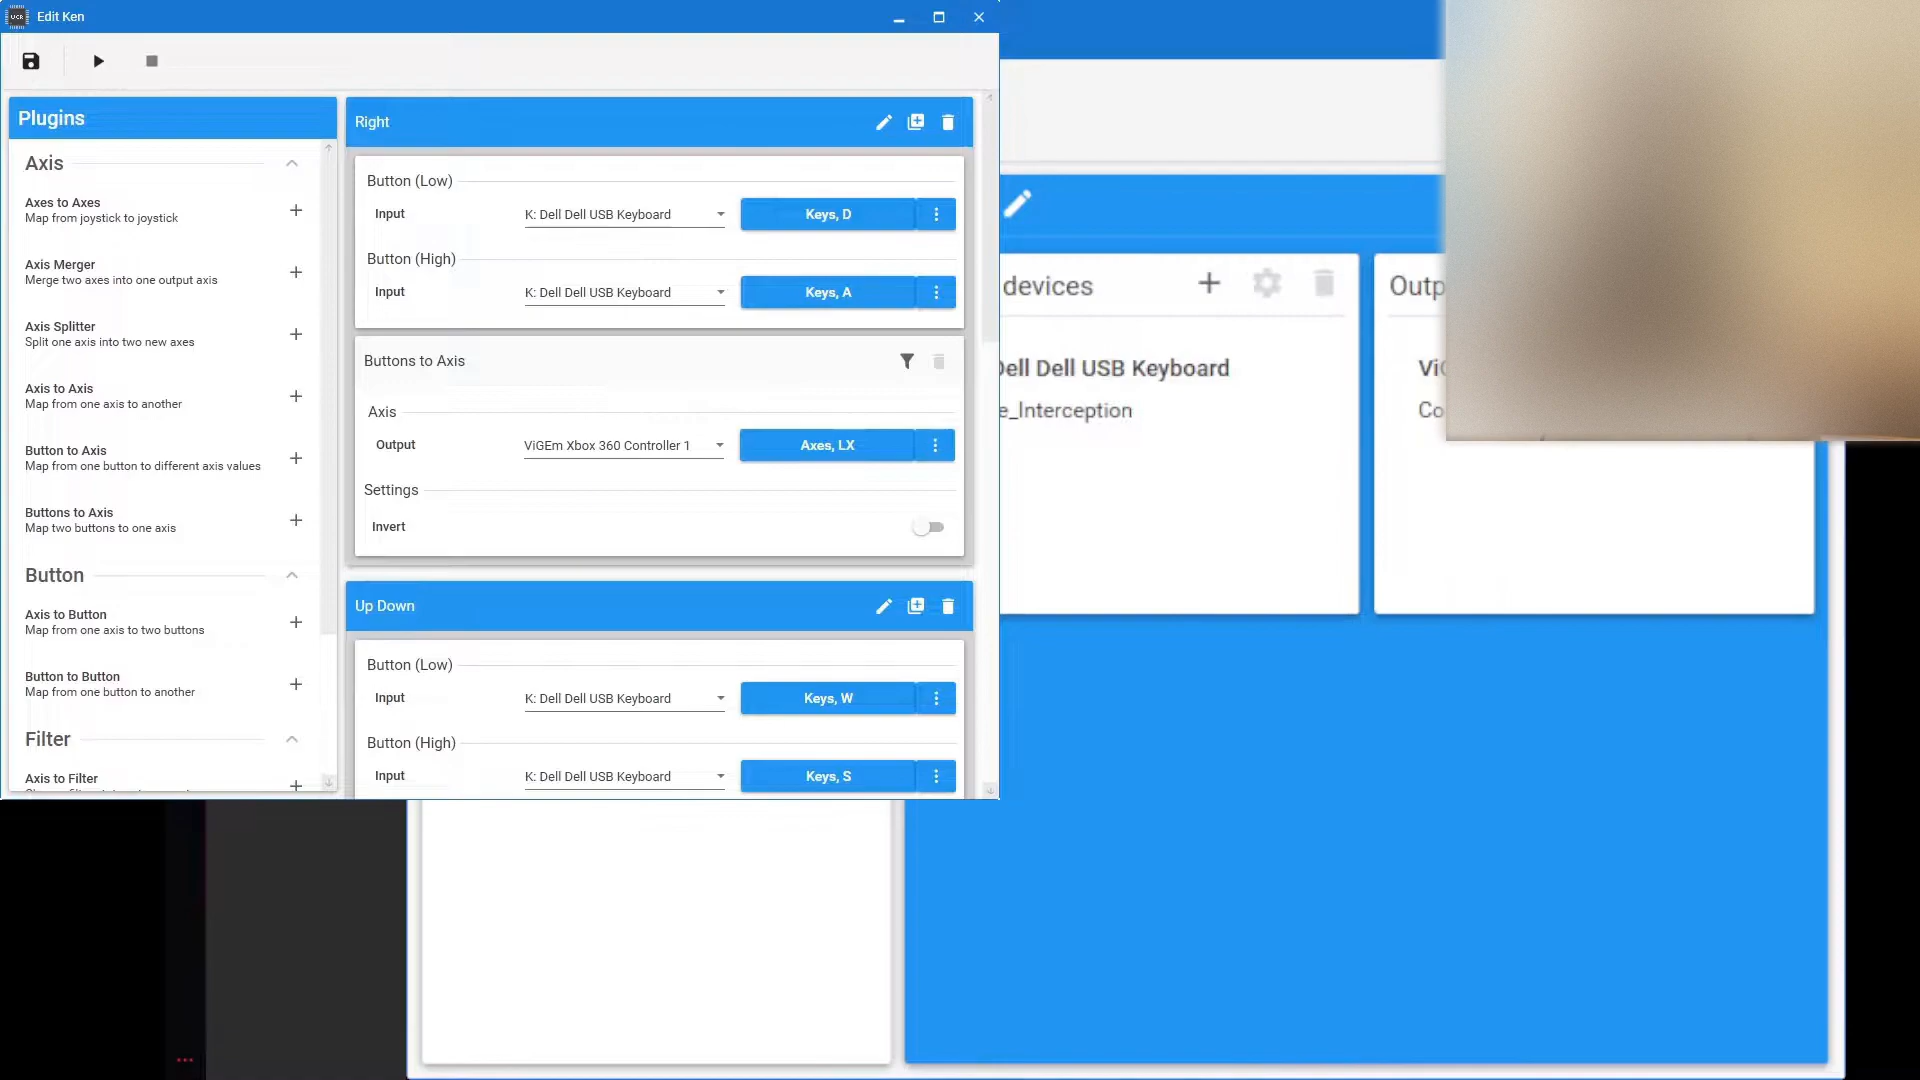 UCR Edit Ken
Plugins
Axis
Axes to Axes
Map from joystick to joystick
Axis Merger
Merge two axes into one output axis
Axis Splitter
Split one axis into two new axes
Axis to Axis
Map from one axis to another
Button to Axis
Map from one button to different axis values
Buttons to Axis
Map two buttons to one axis
Button
Axis to Button
Map from one axis to two buttons
Button to Button
Map from one button to another
Filter
Axis to Filter
Right
Button (Low)
Input K: Dell Dell USB Keyboard Keys, D
Button (High)
Input K: Dell Dell USB Keyboard Keys, A
Buttons to Axis
Axis
Output ViGEm Xbox 360 Controller 1 Axes, LX
Settings
Invert
Up Down
Button (Low)
Input K: Dell Dell USB Keyboard Keys, W
Button (High)
Input K: Dell Dell USB Keyboard Keys, S
devices
Dell Dell USB Keyboard
e_Interception
Outp
ViG
Co